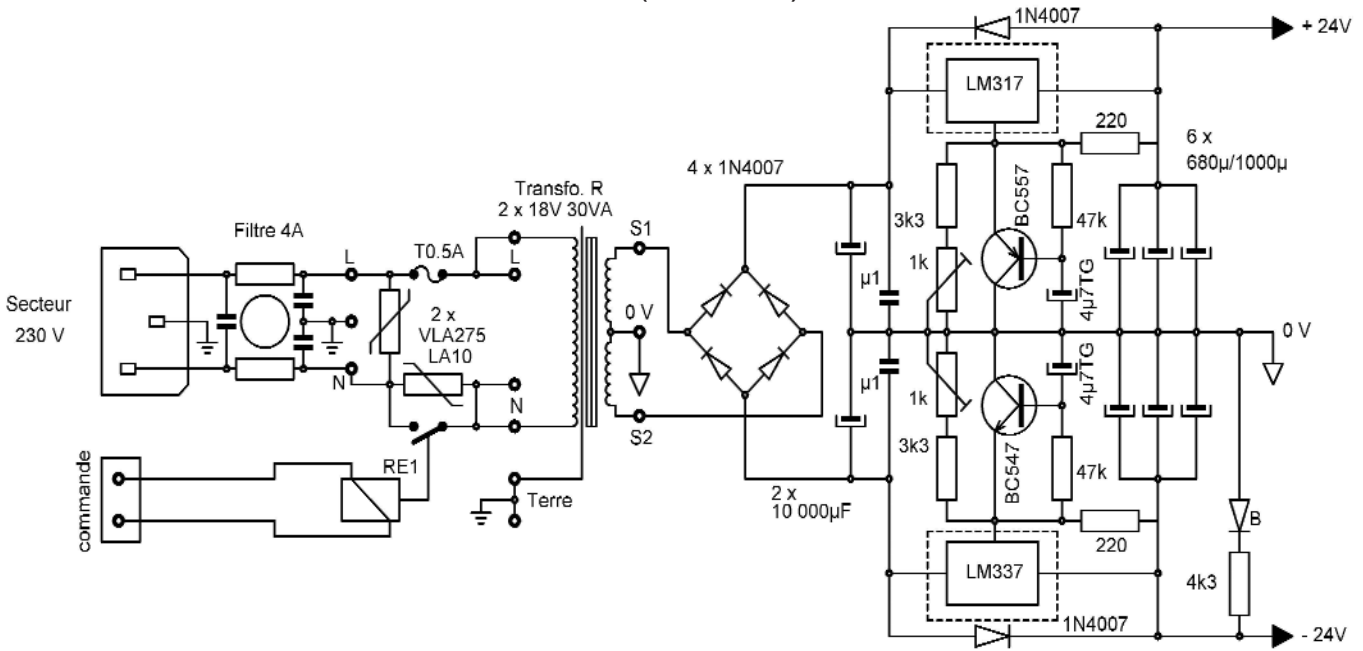 1N4007
+ 24V
LM317
220
6 x
680µ/1000µ
4 x 1N4007
BC557
Transfo. R
2 x 18V 30VA
3k3
47k
S1
Filtre 4A
L
T0.5A
L
1k
4µ7TG
µ1
Secteur
230 V
2 x
VLA275
LA10
0 V
0 V
N
N
µ1
1k
4µ7TG
S2
RE1
3k3
BC547
47k
commande
Terre
2 x
10 000µF
220
B
LM337
4k3
1N4007
- 24V